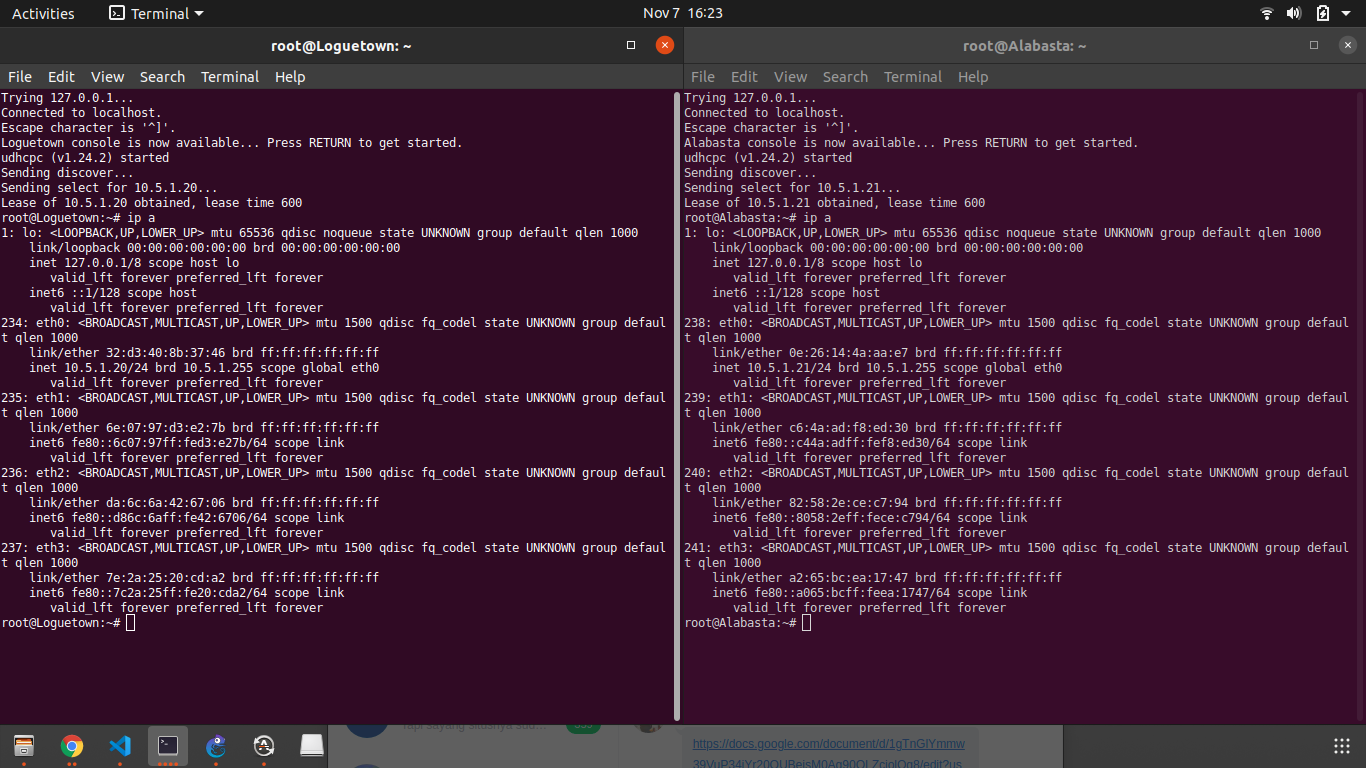 Activities Terminal Nov 7 16:23
root@Loguetown: ~
File Edit View Search Terminal Help
Trying 127.0.0.1...
Connected to localhost.
Escape character is '^]'.
Loguetown console is now available... Press RETURN to get started.
udhcpc (v1.24.2) started
Sending discover...
Sending select for 10.5.1.20...
Lease of 10.5.1.20 obtained, lease time 600
root@Loguetown:~# ip a
1: lo: <LOOPBACK,UP,LOWER_UP> mtu 65536 qdisc noqueue state UNKNOWN group default qlen 1000
    link/loopback 00:00:00:00:00:00 brd 00:00:00:00:00:00
    inet 127.0.0.1/8 scope host lo
       valid_lft forever preferred_lft forever
    inet6 ::1/128 scope host
       valid_lft forever preferred_lft forever
234: eth0: <BROADCAST,MULTICAST,UP,LOWER_UP> mtu 1500 qdisc fq_codel state UNKNOWN group defaul
t qlen 1000
    link/ether 32:d3:40:8b:37:46 brd ff:ff:ff:ff:ff:ff
    inet 10.5.1.20/24 brd 10.5.1.255 scope global eth0
       valid_lft forever preferred_lft forever
235: eth1: <BROADCAST,MULTICAST,UP,LOWER_UP> mtu 1500 qdisc fq_codel state UNKNOWN group defaul
t qlen 1000
    link/ether 6e:07:97:d3:e2:7b brd ff:ff:ff:ff:ff:ff
    inet6 fe80::6c07:97ff:fed3:e27b/64 scope link
       valid_lft forever preferred_lft forever
236: eth2: <BROADCAST,MULTICAST,UP,LOWER_UP> mtu 1500 qdisc fq_codel state UNKNOWN group defaul
t qlen 1000
    link/ether da:6c:6a:42:67:06 brd ff:ff:ff:ff:ff:ff
    inet6 fe80::d86c:6aff:fe42:6706/64 scope link
       valid_lft forever preferred_lft forever
237: eth3: <BROADCAST,MULTICAST,UP,LOWER_UP> mtu 1500 qdisc fq_codel state UNKNOWN group defaul
t qlen 1000
    link/ether 7e:2a:25:20:cd:a2 brd ff:ff:ff:ff:ff:ff
    inet6 fe80::7c2a:25ff:fe20:cda2/64 scope link
       valid_lft forever preferred_lft forever
root@Loguetown:~#
root@Alabasta: ~
File Edit View Search Terminal Help
Trying 127.0.0.1...
Connected to localhost.
Escape character is '^]'.
Alabasta console is now available... Press RETURN to get started.
udhcpc (v1.24.2) started
Sending discover...
Sending select for 10.5.1.21...
Lease of 10.5.1.21 obtained, lease time 600
root@Alabasta:~# ip a
1: lo: <LOOPBACK,UP,LOWER_UP> mtu 65536 qdisc noqueue state UNKNOWN group default qlen 1000
    link/loopback 00:00:00:00:00:00 brd 00:00:00:00:00:00
    inet 127.0.0.1/8 scope host lo
       valid_lft forever preferred_lft forever
    inet6 ::1/128 scope host
       valid_lft forever preferred_lft forever
238: eth0: <BROADCAST,MULTICAST,UP,LOWER_UP> mtu 1500 qdisc fq_codel state UNKNOWN group defaul
t qlen 1000
    link/ether 0e:26:14:4a:aa:e7 brd ff:ff:ff:ff:ff:ff
    inet 10.5.1.21/24 brd 10.5.1.255 scope global eth0
       valid_lft forever preferred_lft forever
239: eth1: <BROADCAST,MULTICAST,UP,LOWER_UP> mtu 1500 qdisc fq_codel state UNKNOWN group defaul
t qlen 1000
    link/ether c6:4a:ad:f8:ed:30 brd ff:ff:ff:ff:ff:ff
    inet6 fe80::c44a:adff:fef8:ed30/64 scope link
       valid_lft forever preferred_lft forever
240: eth2: <BROADCAST,MULTICAST,UP,LOWER_UP> mtu 1500 qdisc fq_codel state UNKNOWN group defaul
t qlen 1000
    link/ether 82:58:2e:ce:c7:94 brd ff:ff:ff:ff:ff:ff
    inet6 fe80::8058:2eff:fece:c794/64 scope link
       valid_lft forever preferred_lft forever
241: eth3: <BROADCAST,MULTICAST,UP,LOWER_UP> mtu 1500 qdisc fq_codel state UNKNOWN group defaul
t qlen 1000
    link/ether a2:65:bc:ea:17:47 brd ff:ff:ff:ff:ff:ff
    inet6 fe80::a065:bcff:feea:1747/64 scope link
       valid_lft forever preferred_lft forever
root@Alabasta:~#
https://docs.google.com/document/d/1gTnGlYmmw